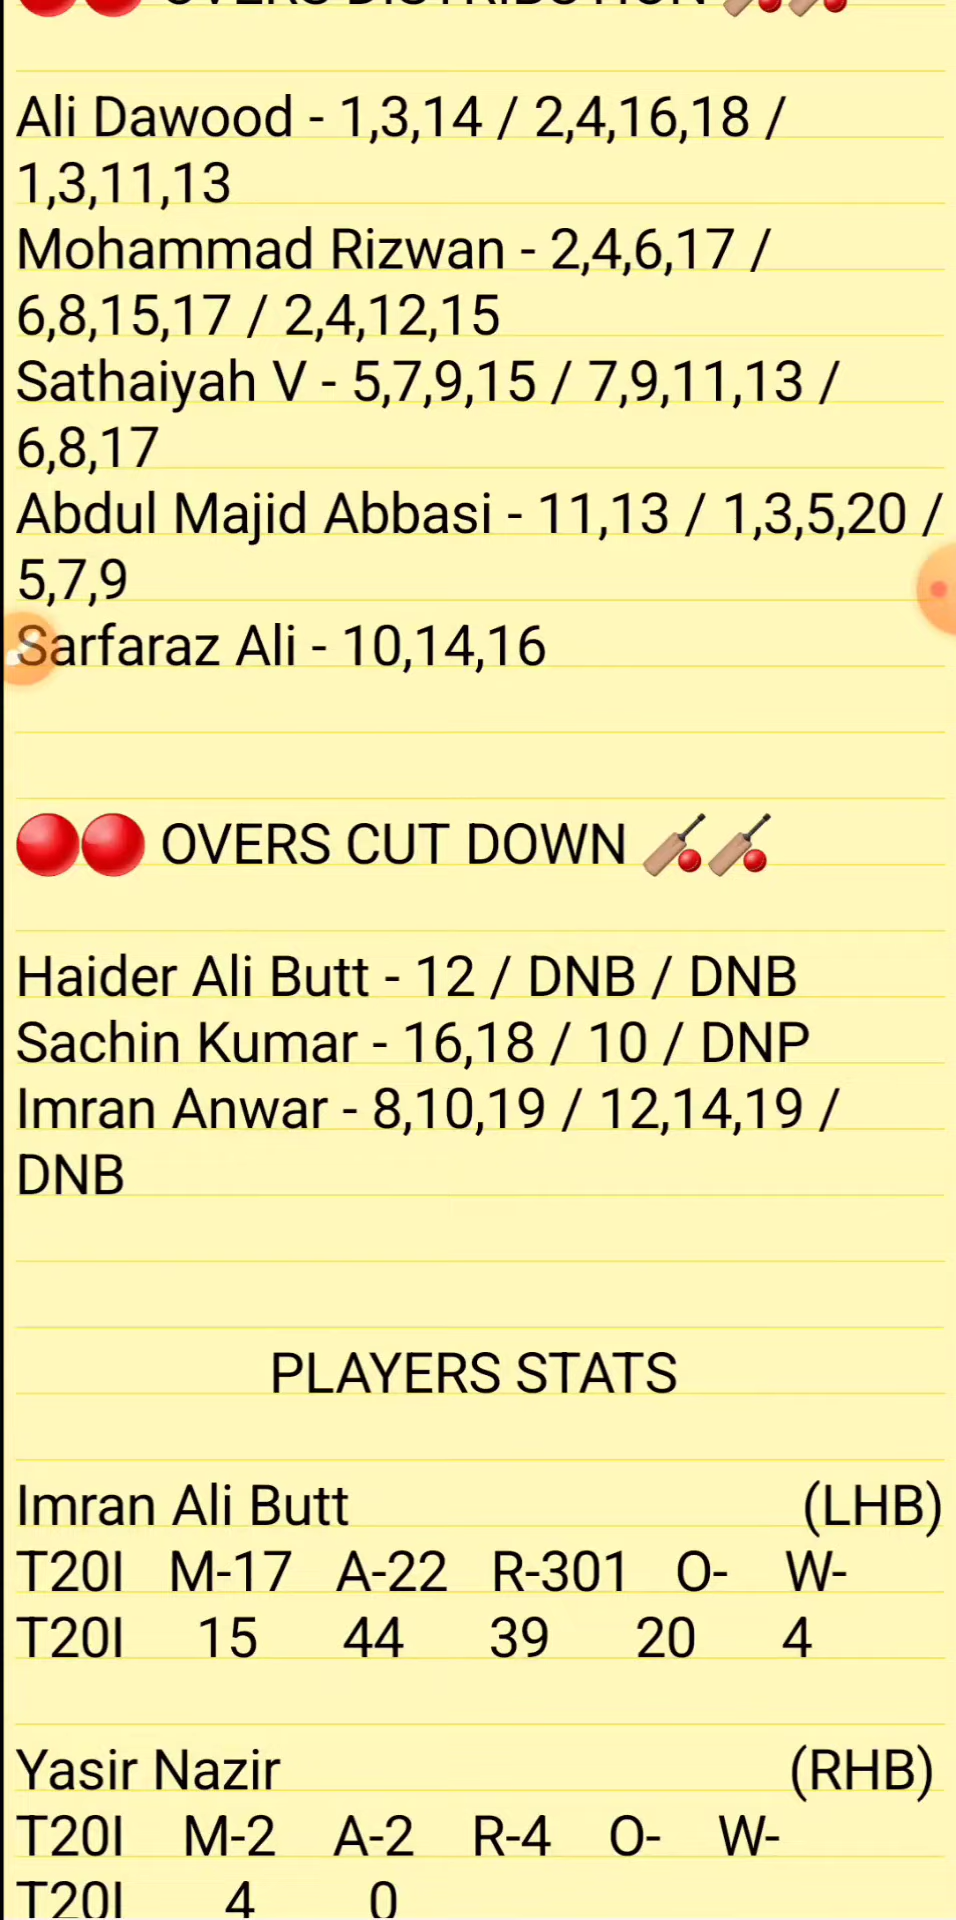 OVERS DISTRIBUTION
Ali Dawood - 1,3,14 / 2,4,16,18 /
1,3,11,13
Mohammad Rizwan - 2,4,6,17 /
6,8,15,17 / 2,4,12,15
Sathaiyah V - 5,7,9,15 / 7,9,11,13 /
6,8,17
Abdul Majid Abbasi - 11,13 / 1,3,5,20 /
5,7,9
Sarfaraz Ali - 10,14,16
🔴🔴 OVERS CUT DOWN 🏏🏏
Haider Ali Butt - 12 / DNB / DNB
Sachin Kumar - 16,18 / 10 / DNP
Imran Anwar - 8,10,19 / 12,14,19 /
DNB
PLAYERS STATS
Imran Ali Butt (LHB)
T20I M-17 A-22 R-301 O- W-
T20I 15 44 39 20 4
Yasir Nazir (RHB)
T20I M-2 A-2 R-4 O- W-
T20I 4 0